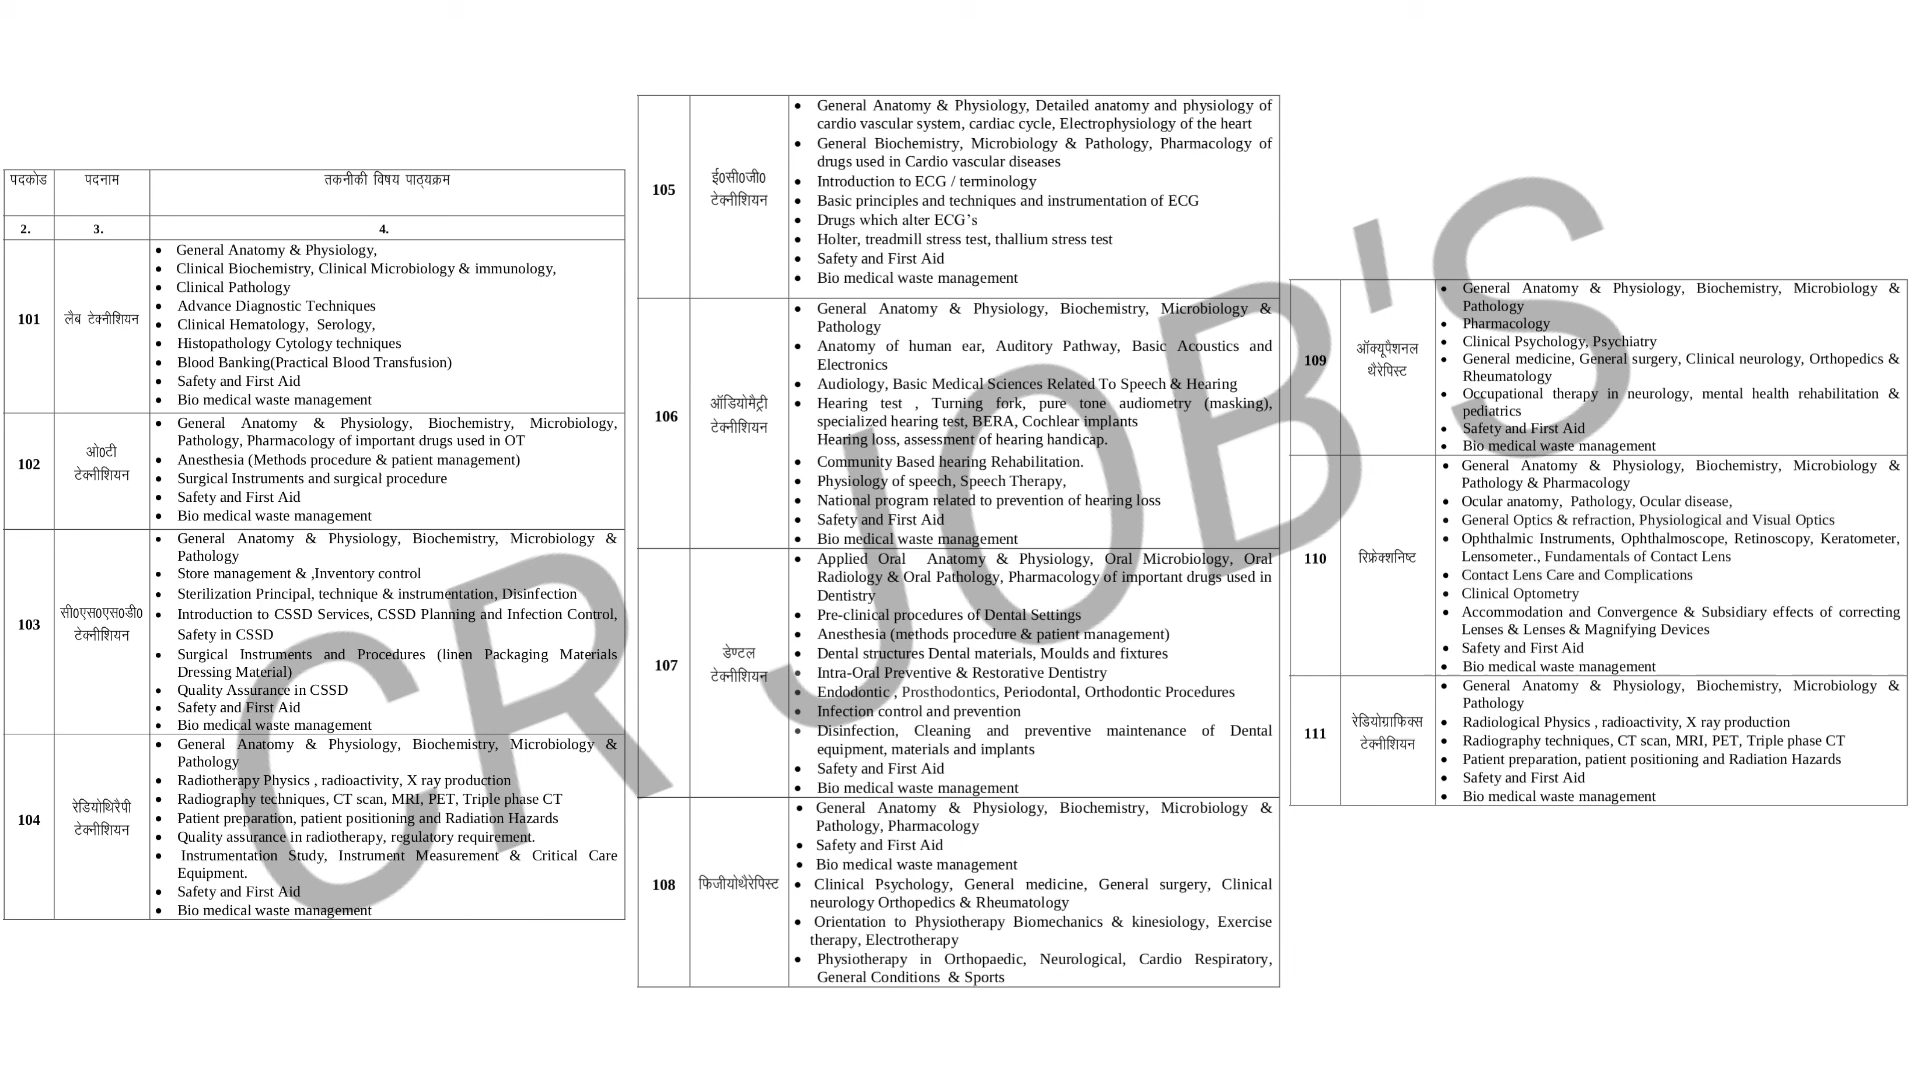 पदकोड पदनाम तकनीकी विषय पाठ्यक्रम
2. 3. 4.
101 लैब टेक्नीशियन
• General Anatomy & Physiology,
• Clinical Biochemistry, Clinical Microbiology & immunology,
• Clinical Pathology
• Advance Diagnostic Techniques
• Clinical Hematology, Serology,
• Histopathology Cytology techniques
• Blood Banking(Practical Blood Transfusion)
• Safety and First Aid
• Bio medical waste management
102 ओ0टी
टेक्नीशियन
• General Anatomy & Physiology, Biochemistry, Microbiology,
Pathology, Pharmacology of important drugs used in OT
• Anesthesia (Methods procedure & patient management)
• Surgical Instruments and surgical procedure
• Safety and First Aid
• Bio medical waste management
103 सी0एस0एस0डी0
टेक्नीशियन
• General Anatomy & Physiology, Biochemistry, Microbiology &
Pathology
• Store management & ,Inventory control
• Sterilization Principal, technique & instrumentation, Disinfection
• Introduction to CSSD Services, CSSD Planning and Infection Control,
Safety in CSSD
• Surgical Instruments and Procedures (linen Packaging Materials
Dressing Material)
• Quality Assurance in CSSD
• Safety and First Aid
• Bio medical waste management
104 रेडियोथिरैपी
टेक्नीशियन
• General Anatomy & Physiology, Biochemistry, Microbiology &
Pathology
• Radiotherapy Physics , radioactivity, X ray production
• Radiography techniques, CT scan, MRI, PET, Triple phase CT
• Patient preparation, patient positioning and Radiation Hazards
• Quality assurance in radiotherapy, regulatory requirement.
• Instrumentation Study, Instrument Measurement & Critical Care
Equipment.
• Safety and First Aid
• Bio medical waste management
105 ई0सी0जी0
टेक्नीशियन
• General Anatomy & Physiology, Detailed anatomy and physiology of
cardio vascular system, cardiac cycle, Electrophysiology of the heart
• General Biochemistry, Microbiology & Pathology, Pharmacology of
drugs used in Cardio vascular diseases
• Introduction to ECG / terminology
• Basic principles and techniques and instrumentation of ECG
• Drugs which alter ECG’s
• Holter, treadmill stress test, thallium stress test
• Safety and First Aid
• Bio medical waste management
106 ऑडियोमैट्री
टेक्नीशियन
• General Anatomy & Physiology, Biochemistry, Microbiology &
Pathology
• Anatomy of human ear, Auditory Pathway, Basic Acoustics and
Electronics
• Audiology, Basic Medical Sciences Related To Speech & Hearing
• Hearing test , Turning fork, pure tone audiometry (masking),
specialized hearing test, BERA, Cochlear implants
Hearing loss, assessment of hearing handicap.
• Community Based hearing Rehabilitation.
• Physiology of speech, Speech Therapy,
• National program related to prevention of hearing loss
• Safety and First Aid
• Bio medical waste management
107 डेण्टल
टेक्नीशियन
• Applied Oral Anatomy & Physiology, Oral Microbiology, Oral
Radiology & Oral Pathology, Pharmacology of important drugs used in
Dentistry
• Pre-clinical procedures of Dental Settings
• Anesthesia (methods procedure & patient management)
• Dental structures Dental materials, Moulds and fixtures
• Intra-Oral Preventive & Restorative Dentistry
• Endodontic , Prosthodontics, Periodontal, Orthodontic Procedures
• Infection control and prevention
• Disinfection, Cleaning and preventive maintenance of Dental
equipment, materials and implants
• Safety and First Aid
• Bio medical waste management
108 फिजीयोथैरेपिस्ट
• General Anatomy & Physiology, Biochemistry, Microbiology &
Pathology, Pharmacology
• Safety and First Aid
• Bio medical waste management
• Clinical Psychology, General medicine, General surgery, Clinical
neurology Orthopedics & Rheumatology
• Orientation to Physiotherapy Biomechanics & kinesiology, Exercise
therapy, Electrotherapy
• Physiotherapy in Orthopaedic, Neurological, Cardio Respiratory,
General Conditions & Sports
109 ऑक्यूपैशनल
थैरेपिस्ट
• General Anatomy & Physiology, Biochemistry, Microbiology &
Pathology
• Pharmacology
• Clinical Psychology, Psychiatry
• General medicine, General surgery, Clinical neurology, Orthopedics &
Rheumatology
• Occupational therapy in neurology, mental health rehabilitation &
pediatrics
• Safety and First Aid
• Bio medical waste management
110 रिफ्रेक्शनिष्ट
• General Anatomy & Physiology, Biochemistry, Microbiology &
Pathology & Pharmacology
• Ocular anatomy, Pathology, Ocular disease,
• General Optics & refraction, Physiological and Visual Optics
• Ophthalmic Instruments, Ophthalmoscope, Retinoscopy, Keratometer,
Lensometer., Fundamentals of Contact Lens
• Contact Lens Care and Complications
• Clinical Optometry
• Accommodation and Convergence & Subsidiary effects of correcting
Lenses & Lenses & Magnifying Devices
• Safety and First Aid
• Bio medical waste management
111 रेडियोग्राफिक्स
टेक्नीशियन
• General Anatomy & Physiology, Biochemistry, Microbiology &
Pathology
• Radiological Physics , radioactivity, X ray production
• Radiography techniques, CT scan, MRI, PET, Triple phase CT
• Patient preparation, patient positioning and Radiation Hazards
• Safety and First Aid
• Bio medical waste management
CR JOB'S